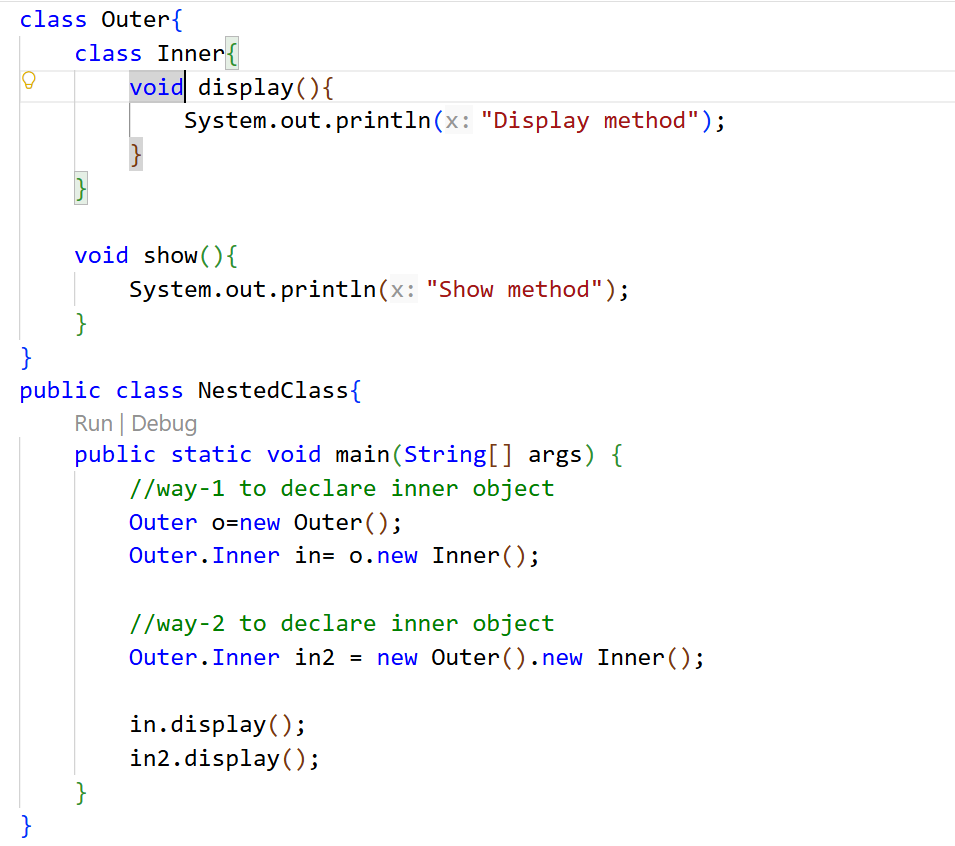 class Outer{
    class Inner{
        void display(){
            System.out.println(x: "Display method");
        }
    }

    void show(){
        System.out.println(x: "Show method");
    }
}
public class NestedClass{
    Run | Debug
    public static void main(String[] args) {
        //way-1 to declare inner object
        Outer o=new Outer();
        Outer.Inner in= o.new Inner();

        //way-2 to declare inner object
        Outer.Inner in2 = new Outer().new Inner();

        in.display();
        in2.display();
    }
}